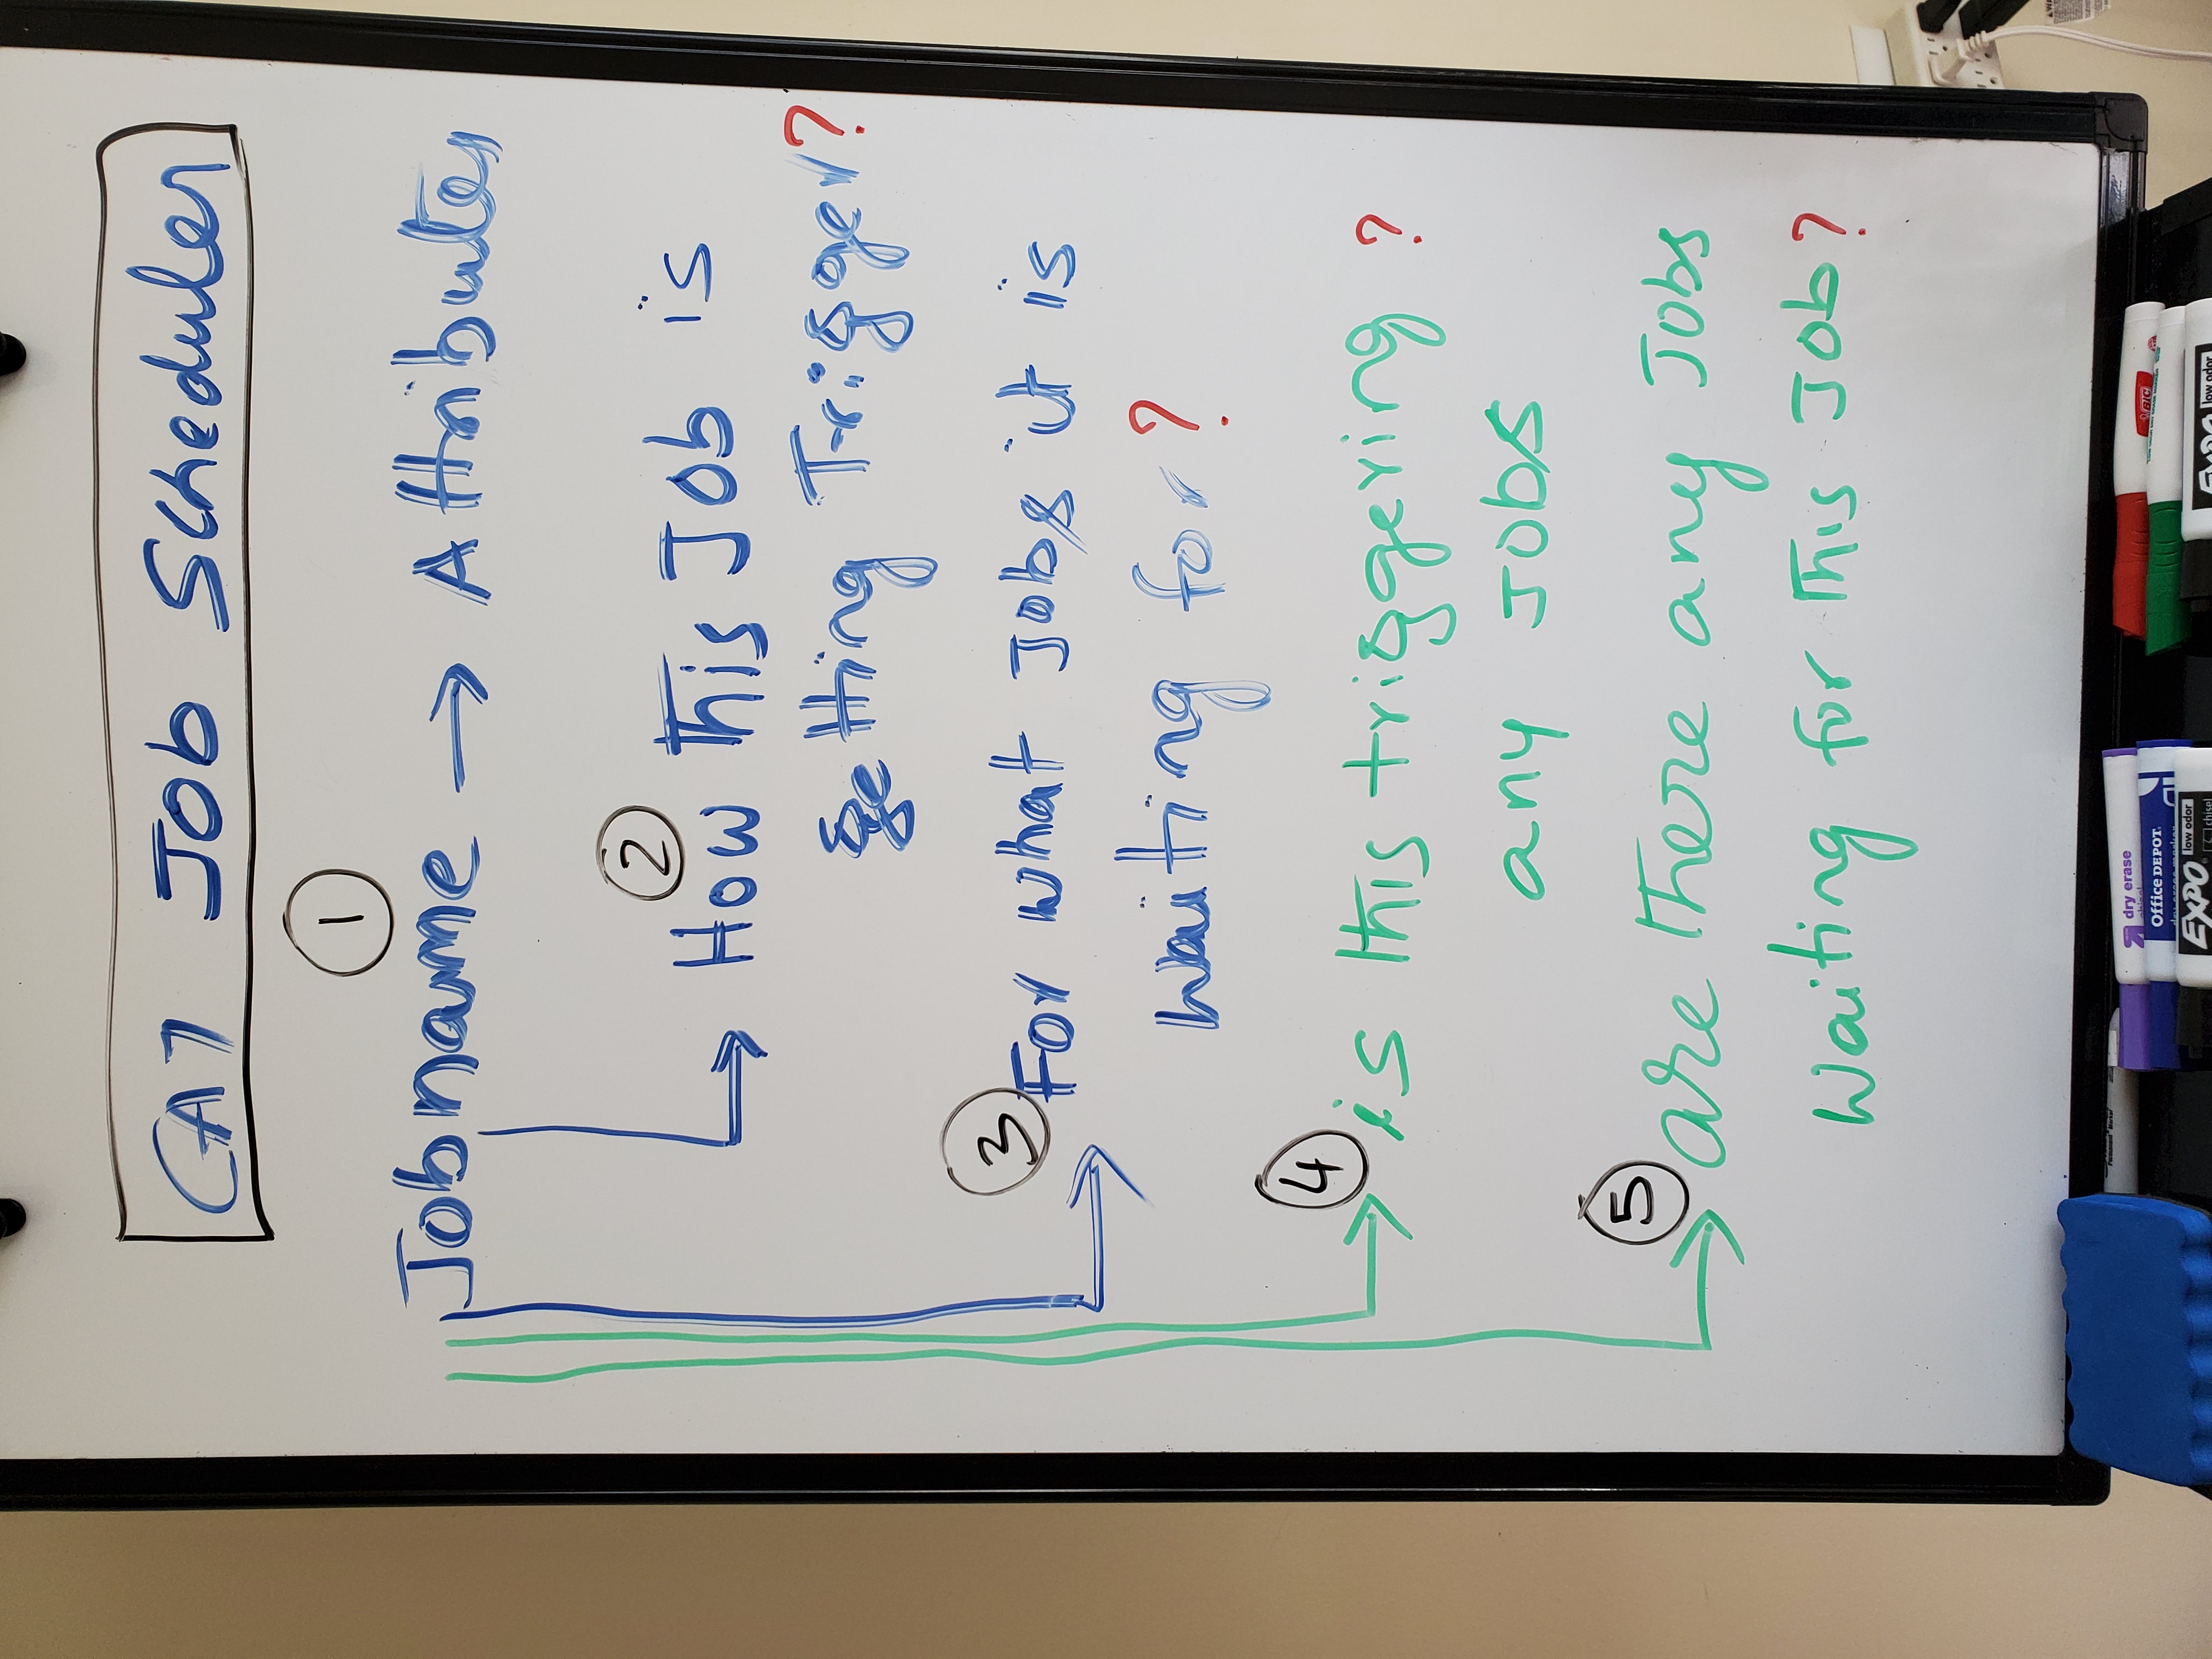 CA7 Job Scheduler
1
Jobname → Attributes
2
How this Job is
getting Trigger?
3
For what Jobs it is
waiting for?
4
is this triggering ?
any Jobs
5
are there any Jobs
waiting for this Job?
Permanent Marker
dry erase
chisel
Office DEPOT
dry-erase marker
BIC
EXPO low odor
chisel
EXPO low odor